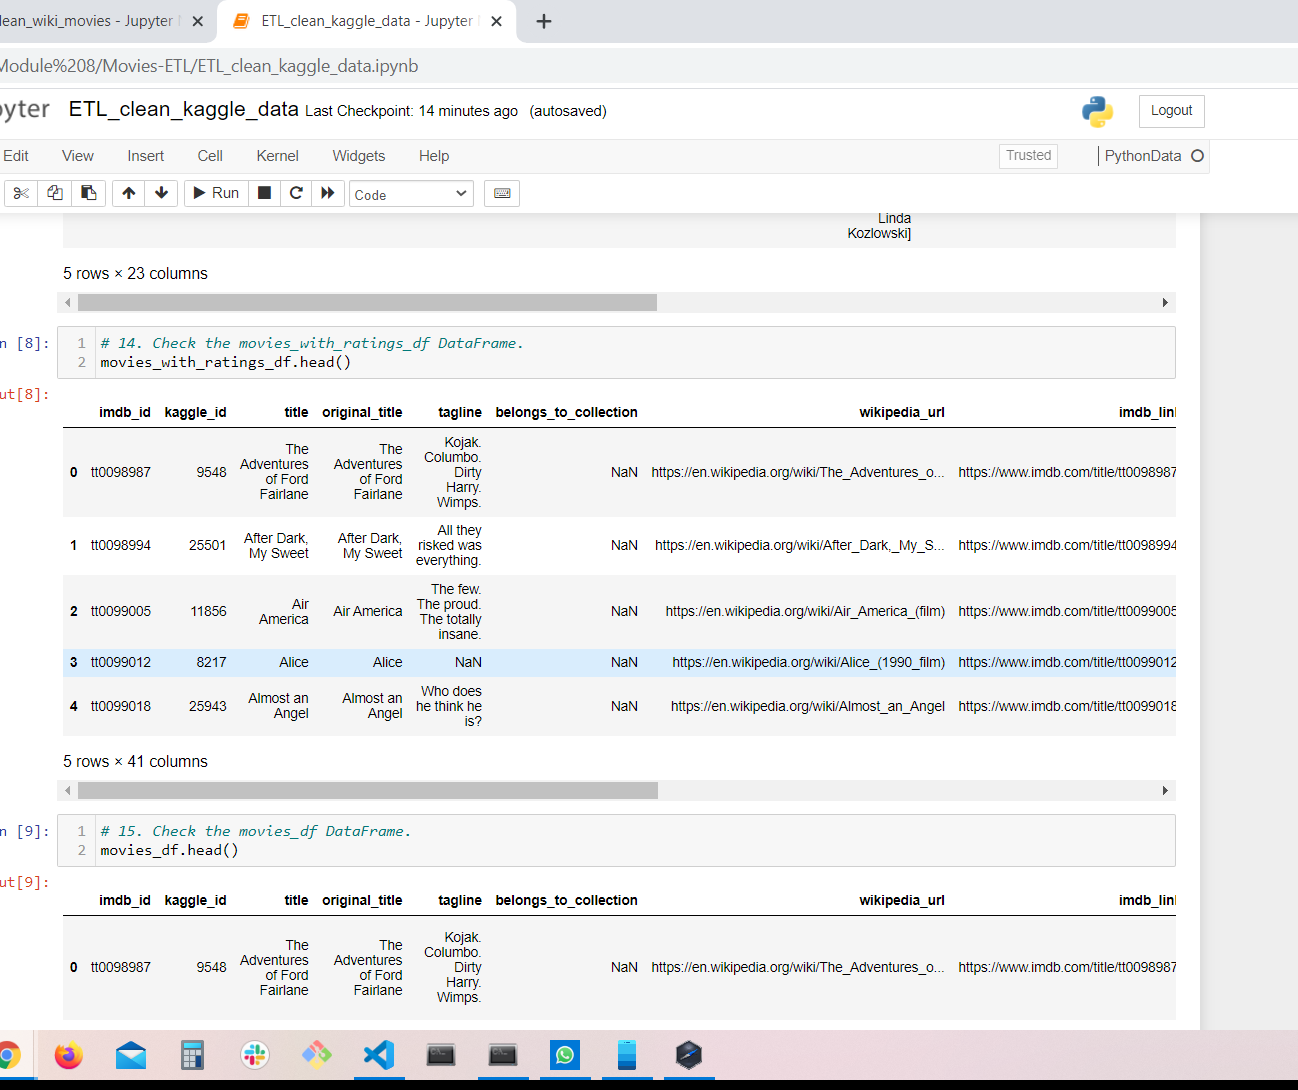 lean_wiki_movies - Jupyter
ETL_clean_kaggle_data - Jupyter
Module%208/Movies-ETL/ETL_clean_kaggle_data.ipynb
pyter ETL_clean_kaggle_data Last Checkpoint: 14 minutes ago (autosaved)
Logout
Edit View Insert Cell Kernel Widgets Help
Trusted PythonData
Run Code
Linda
Kozlowski]
5 rows × 23 columns
n [8]:
1 # 14. Check the movies_with_ratings_df DataFrame.
2 movies_with_ratings_df.head()
ut[8]:
imdb_id kaggle_id title original_title tagline belongs_to_collection wikipedia_url imdb_lin
0 tt0098987 9548 The Adventures of Ford Fairlane The Adventures of Ford Fairlane Kojak. Columbo. Dirty Harry. Wimps. NaN https://en.wikipedia.org/wiki/The_Adventures_o... https://www.imdb.com/title/tt0098987
1 tt0098994 25501 After Dark, My Sweet After Dark, My Sweet All they risked was everything. NaN https://en.wikipedia.org/wiki/After_Dark,_My_S... https://www.imdb.com/title/tt0098994
2 tt0099005 11856 Air America Air America The few. The proud. The totally insane. NaN https://en.wikipedia.org/wiki/Air_America_(film) https://www.imdb.com/title/tt0099005
3 tt0099012 8217 Alice Alice NaN NaN https://en.wikipedia.org/wiki/Alice_(1990_film) https://www.imdb.com/title/tt0099012
4 tt0099018 25943 Almost an Angel Almost an Angel Who does he think he is? NaN https://en.wikipedia.org/wiki/Almost_an_Angel https://www.imdb.com/title/tt0099018
5 rows × 41 columns
n [9]:
1 # 15. Check the movies_df DataFrame.
2 movies_df.head()
ut[9]:
imdb_id kaggle_id title original_title tagline belongs_to_collection wikipedia_url imdb_lin
0 tt0098987 9548 The Adventures of Ford Fairlane The Adventures of Ford Fairlane Kojak. Columbo. Dirty Harry. Wimps. NaN https://en.wikipedia.org/wiki/The_Adventures_o... https://www.imdb.com/title/tt0098987